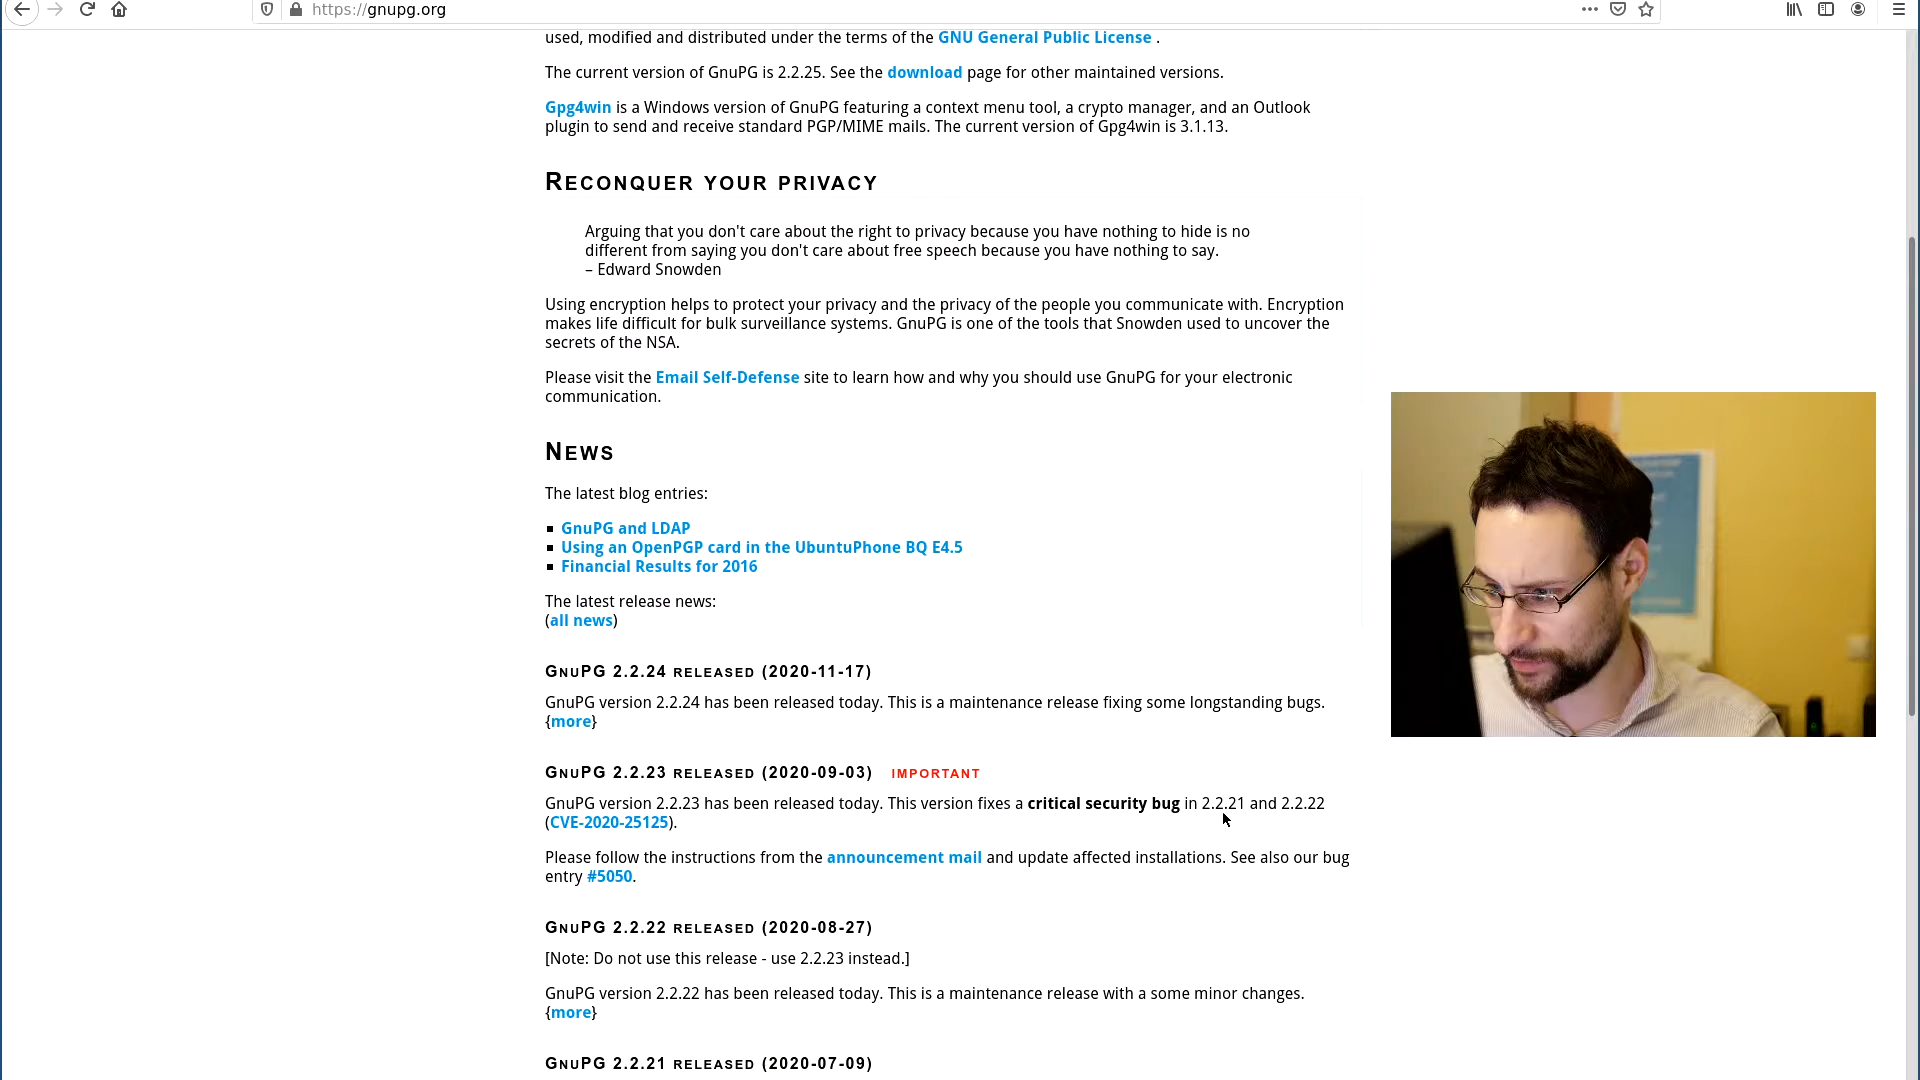 https://gnupg.org
used, modified and distributed under the terms of the GNU General Public License .
The current version of GnuPG is 2.2.25. See the download page for other maintained versions.
Gpg4win is a Windows version of GnuPG featuring a context menu tool, a crypto manager, and an Outlook
plugin to send and receive standard PGP/MIME mails. The current version of Gpg4win is 3.1.13.
RECONQUER YOUR PRIVACY
Arguing that you don't care about the right to privacy because you have nothing to hide is no
different from saying you don't care about free speech because you have nothing to say.
– Edward Snowden
Using encryption helps to protect your privacy and the privacy of the people you communicate with. Encryption
makes life difficult for bulk surveillance systems. GnuPG is one of the tools that Snowden used to uncover the
secrets of the NSA.
Please visit the Email Self-Defense site to learn how and why you should use GnuPG for your electronic
communication.
NEWS
The latest blog entries:
GnuPG and LDAP
Using an OpenPGP card in the UbuntuPhone BQ E4.5
Financial Results for 2016
The latest release news:
(all news)
GNUPG 2.2.24 RELEASED (2020-11-17)
GnuPG version 2.2.24 has been released today. This is a maintenance release fixing some longstanding bugs.
{more}
GNUPG 2.2.23 RELEASED (2020-09-03) IMPORTANT
GnuPG version 2.2.23 has been released today. This version fixes a critical security bug in 2.2.21 and 2.2.22
(CVE-2020-25125).
Please follow the instructions from the announcement mail and update affected installations. See also our bug
entry #5050.
GNUPG 2.2.22 RELEASED (2020-08-27)
[Note: Do not use this release - use 2.2.23 instead.]
GnuPG version 2.2.22 has been released today. This is a maintenance release with a some minor changes.
{more}
GNUPG 2.2.21 RELEASED (2020-07-09)